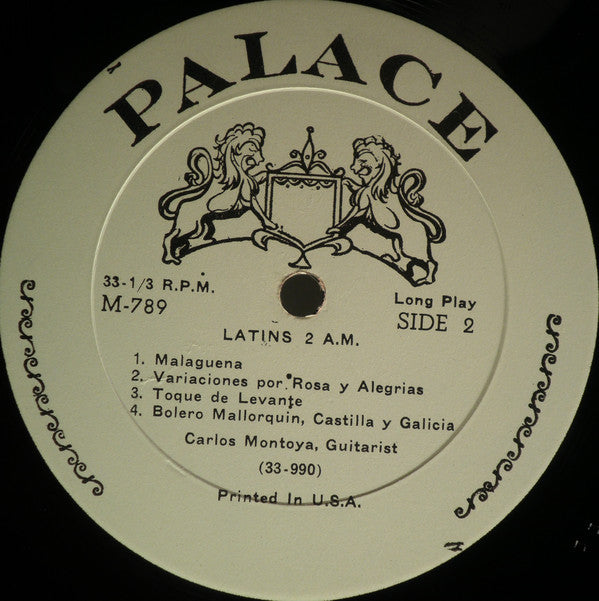 PALACE
33-1/3 R.P.M.
M-789
Long Play
SIDE 2
LATINS 2 A.M.
1. Malaguena
2. Variaciones por Rosa y Alegrias
3. Toque de Levante
4. Bolero Mallorquin, Castilla y Galicia
Carlos Montoya, Guitarist
(33-990)
Printed In U.S.A.